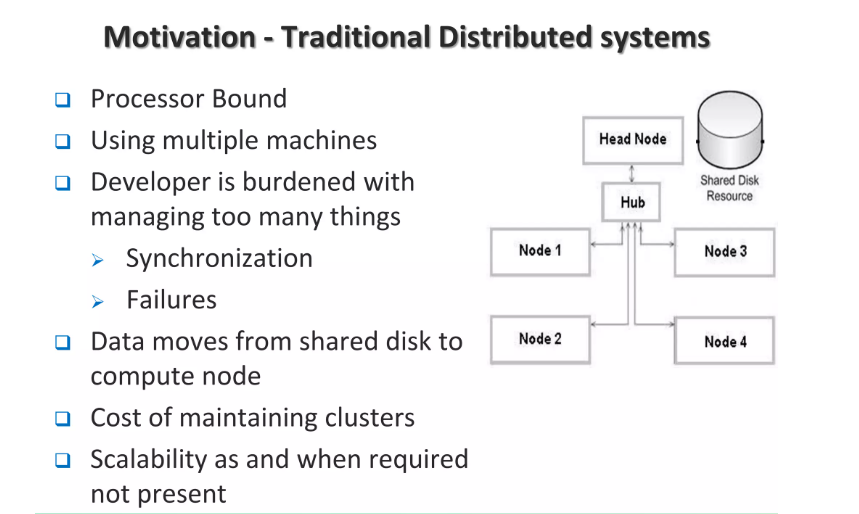 Motivation - Traditional Distributed systems
Processor Bound
Using multiple machines
Developer is burdened with
managing too many things
Synchronization
Failures
Data moves from shared disk to
compute node
Cost of maintaining clusters
Scalability as and when required
not present
Head Node
Shared Disk
Resource
Hub
Node 1
Node 3
Node 2
Node 4